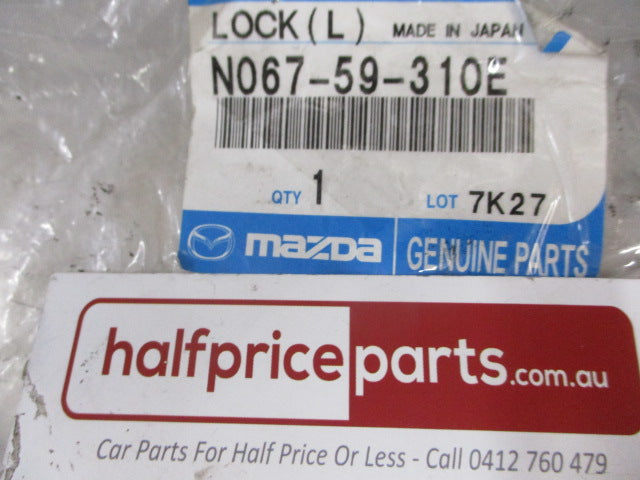 LOCK(L) MADE IN JAPAN
N067-59-310E
QTY 1 LOT 7K27
mazda GENUINE PARTS
halfpriceparts.com.au
Car Parts For Half Price Or Less - Call 0412 760 479